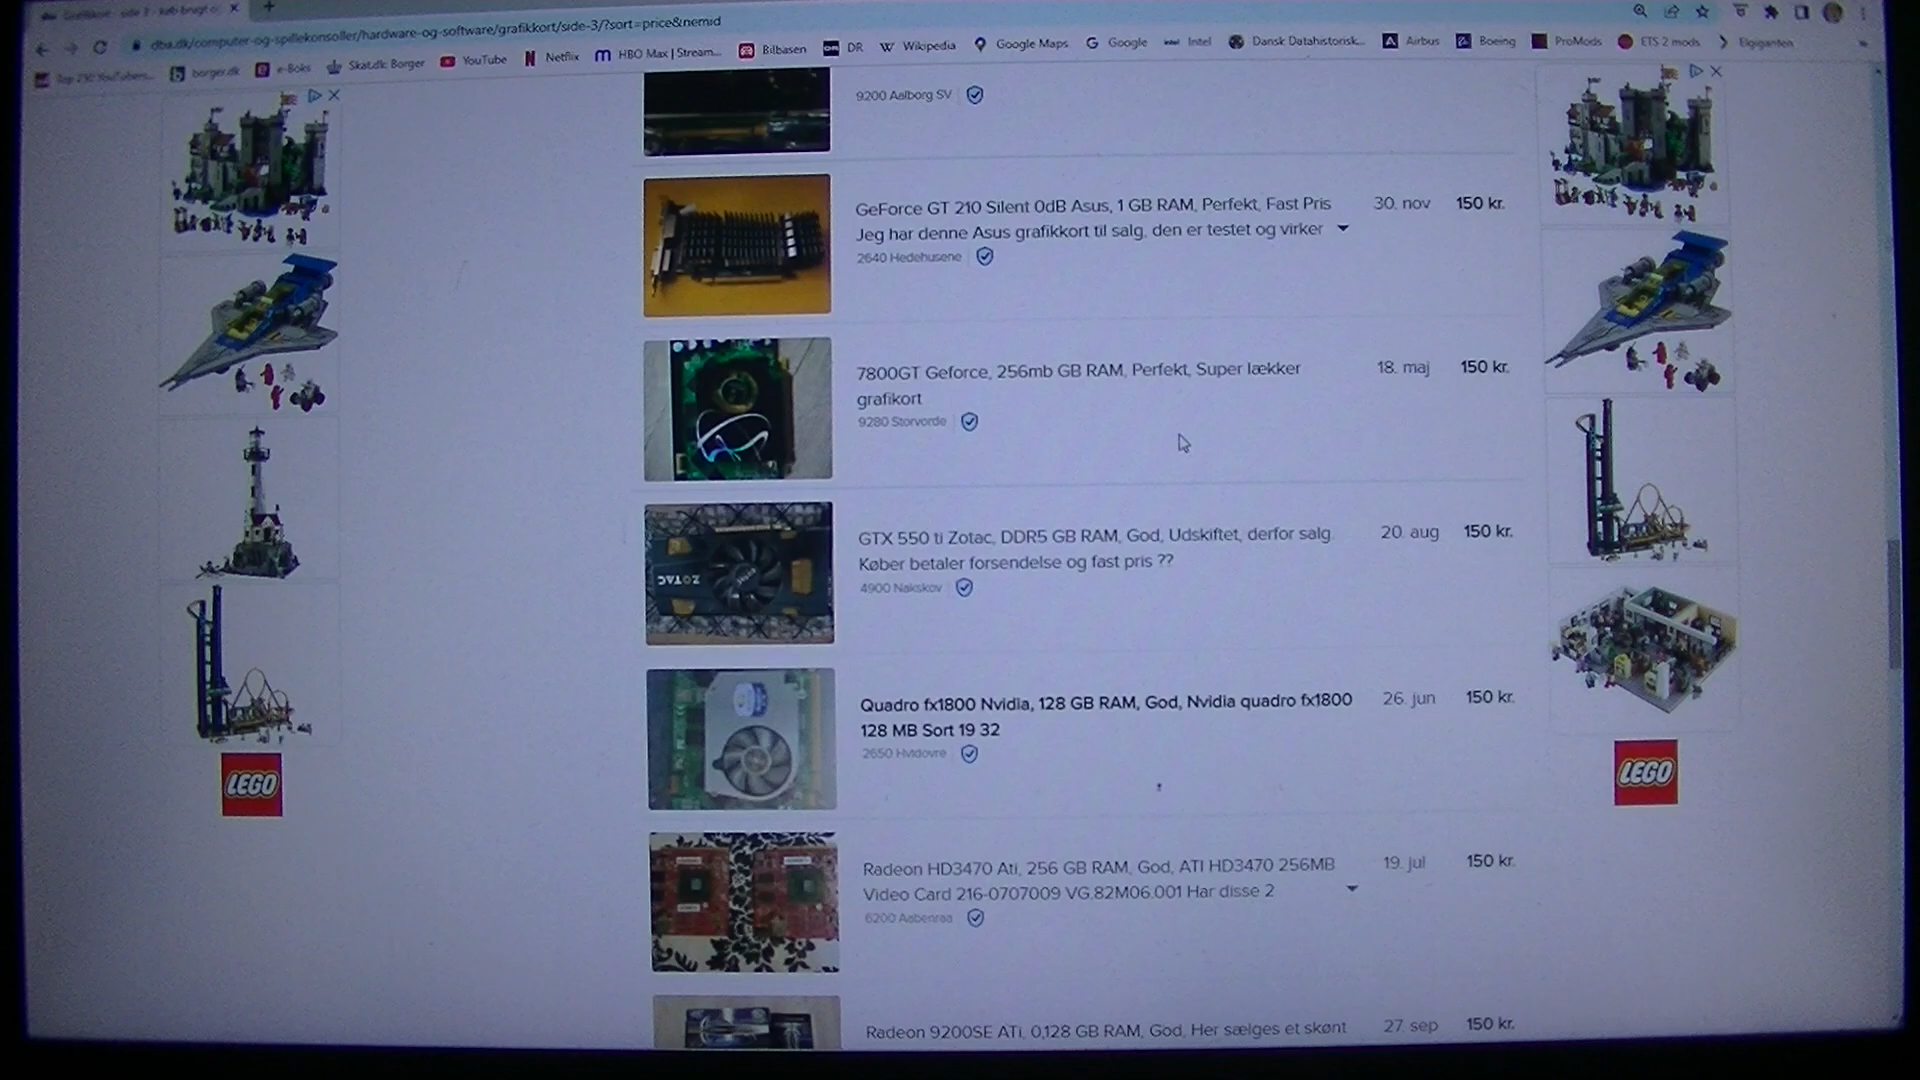 dba.dk/computer-og-spillekonsoller/hardware-og-software/grafikkort/side-3/?sort=price&nemid
Top 250 YouTubers... borger.dk e-Boks Skat.dk: Borger YouTube Netflix HBO Max | Stream... Bilbasen DR Wikipedia Google Maps Google Intel Dansk Datahistorisk... Airbus Boeing ProMods ETS 2 mods Elgiganten
9200 Aalborg SV
GeForce GT 210 Silent 0dB Asus, 1 GB RAM, Perfekt, Fast Pris 30. nov 150 kr.
Jeg har denne Asus grafikkort til salg, den er testet og virker
2640 Hedehusene
7800GT Geforce, 256mb GB RAM, Perfekt, Super lækker 18. maj 150 kr.
grafikort
9280 Storvorde
GTX 550 ti Zotac, DDR5 GB RAM, God, Udskiftet, derfor salg. 20. aug 150 kr.
Køber betaler forsendelse og fast pris ??
4900 Nakskov
ZOTAC
Quadro fx1800 Nvidia, 128 GB RAM, God, Nvidia quadro fx1800 26. jun 150 kr.
128 MB Sort 19 32
2650 Hvidovre
Radeon HD3470 Ati, 256 GB RAM, God, ATI HD3470 256MB 19. jul 150 kr.
Video Card 216-0707009 VG.82M06.001 Har disse 2
6200 Aabenraa
Radeon 9200SE ATi, 0,128 GB RAM, God, Her sælges et skønt 27. sep 150 kr.
LEGO
LEGO